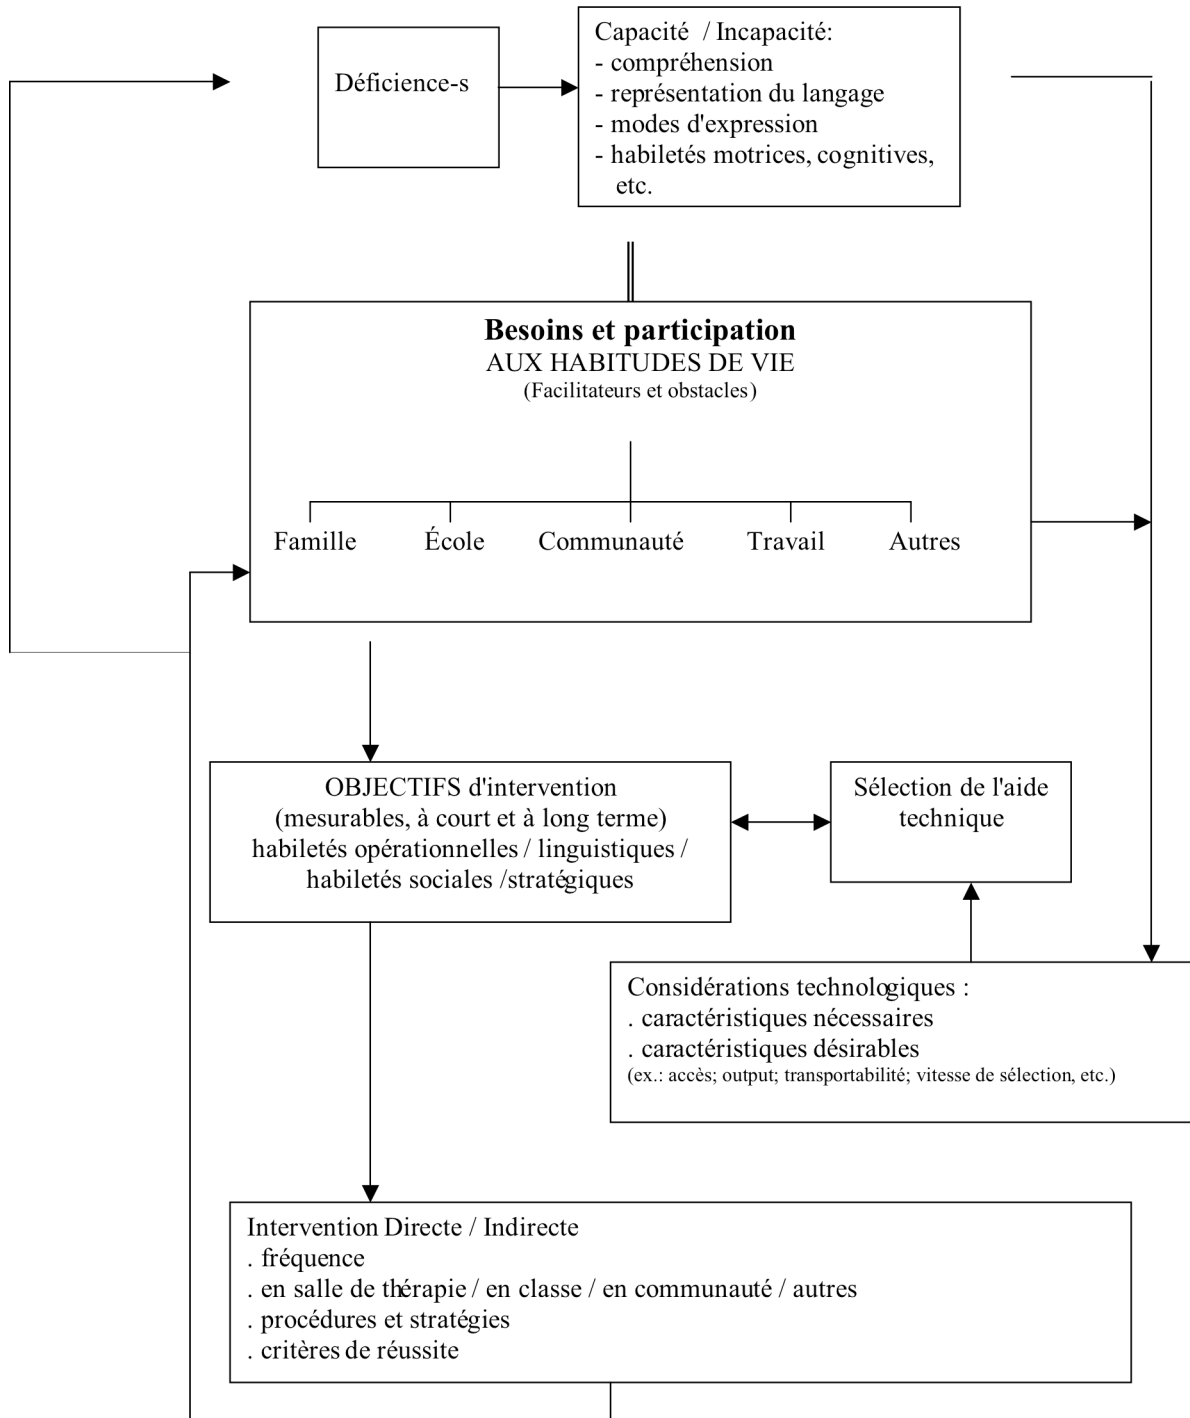 Déficience-s
Capacité / Incapacité:
- compréhension
- représentation du langage
- modes d'expression
- habiletés motrices, cognitives,
etc.
Besoins et participation
AUX HABITUDES DE VIE
(Facilitateurs et obstacles)
Famille
École
Communauté
Travail
Autres
OBJECTIFS d'intervention
(mesurables, à court et à long terme)
habiletés opérationnelles / linguistiques /
habiletés sociales /stratégiques
Sélection de l'aide
technique
Considérations technologiques :
. caractéristiques nécessaires
. caractéristiques désirables
(ex.: accès; output; transportabilité; vitesse de sélection, etc.)
Intervention Directe / Indirecte
. fréquence
. en salle de thérapie / en classe / en communauté / autres
. procédures et stratégies
. critères de réussite